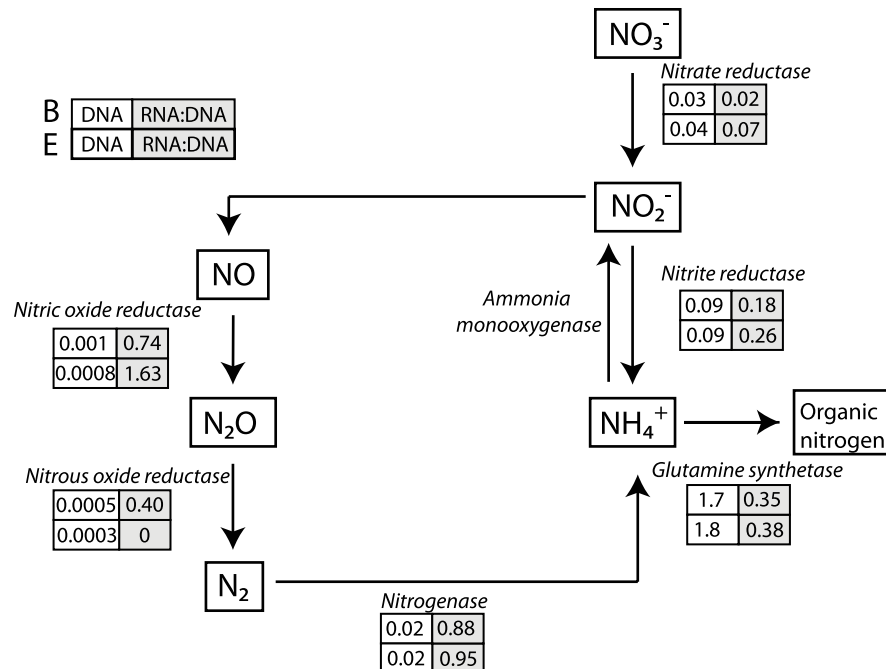 NO₃⁻
Nitrate reductase
0.03 0.02
0.04 0.07
B DNA RNA:DNA
E DNA RNA:DNA
NO₂⁻
NO
Nitric oxide reductase
0.001 0.74
0.0008 1.63
Ammonia
monooxygenase
Nitrite reductase
0.09 0.18
0.09 0.26
N₂O
NH₄⁺
Organic
nitrogen
Nitrous oxide reductase
0.0005 0.40
0.0003 0
Glutamine synthetase
1.7 0.35
1.8 0.38
N₂
Nitrogenase
0.02 0.88
0.02 0.95